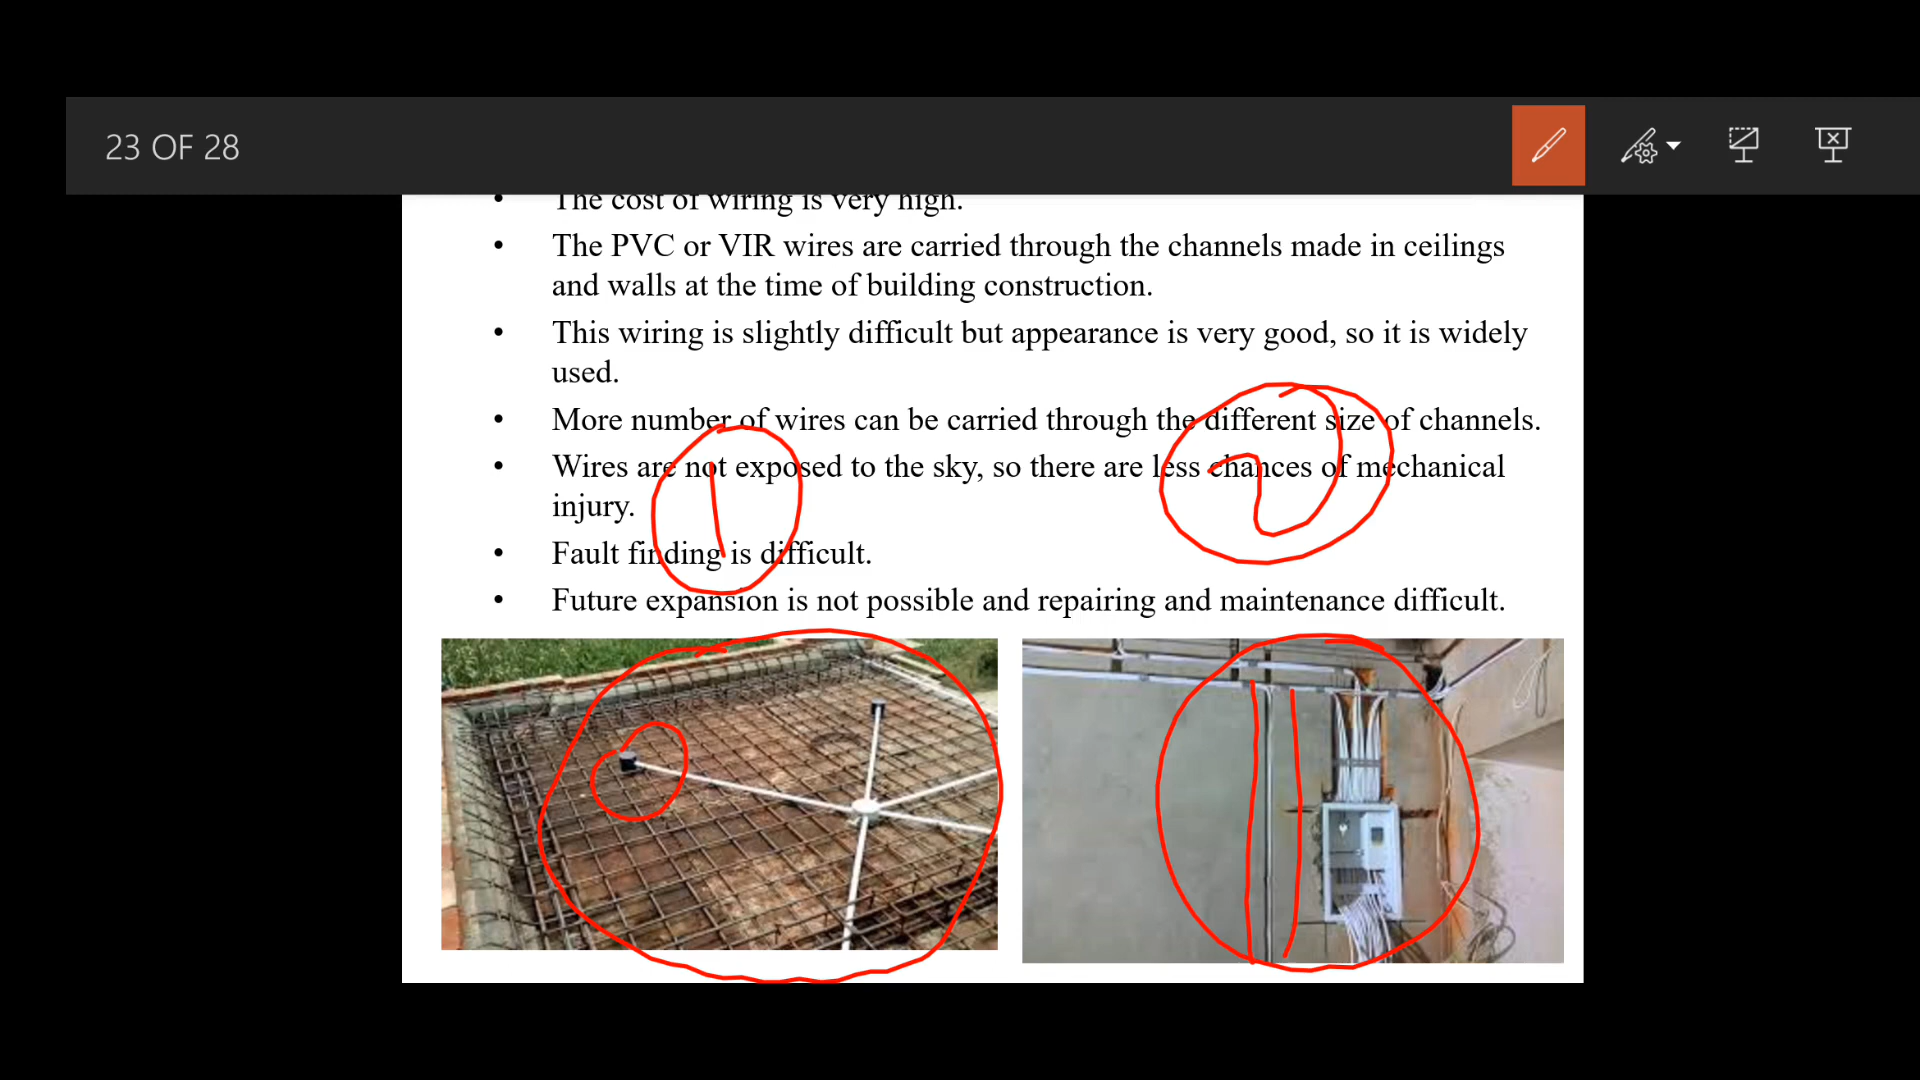 23 OF 28
• The cost of wiring is very high.
• The PVC or VIR wires are carried through the channels made in ceilings
and walls at the time of building construction.
• This wiring is slightly difficult but appearance is very good, so it is widely
used.
• More number of wires can be carried through the different size of channels.
• Wires are not exposed to the sky, so there are less chances of mechanical
injury.
• Fault finding is difficult.
• Future expansion is not possible and repairing and maintenance difficult.
1
2